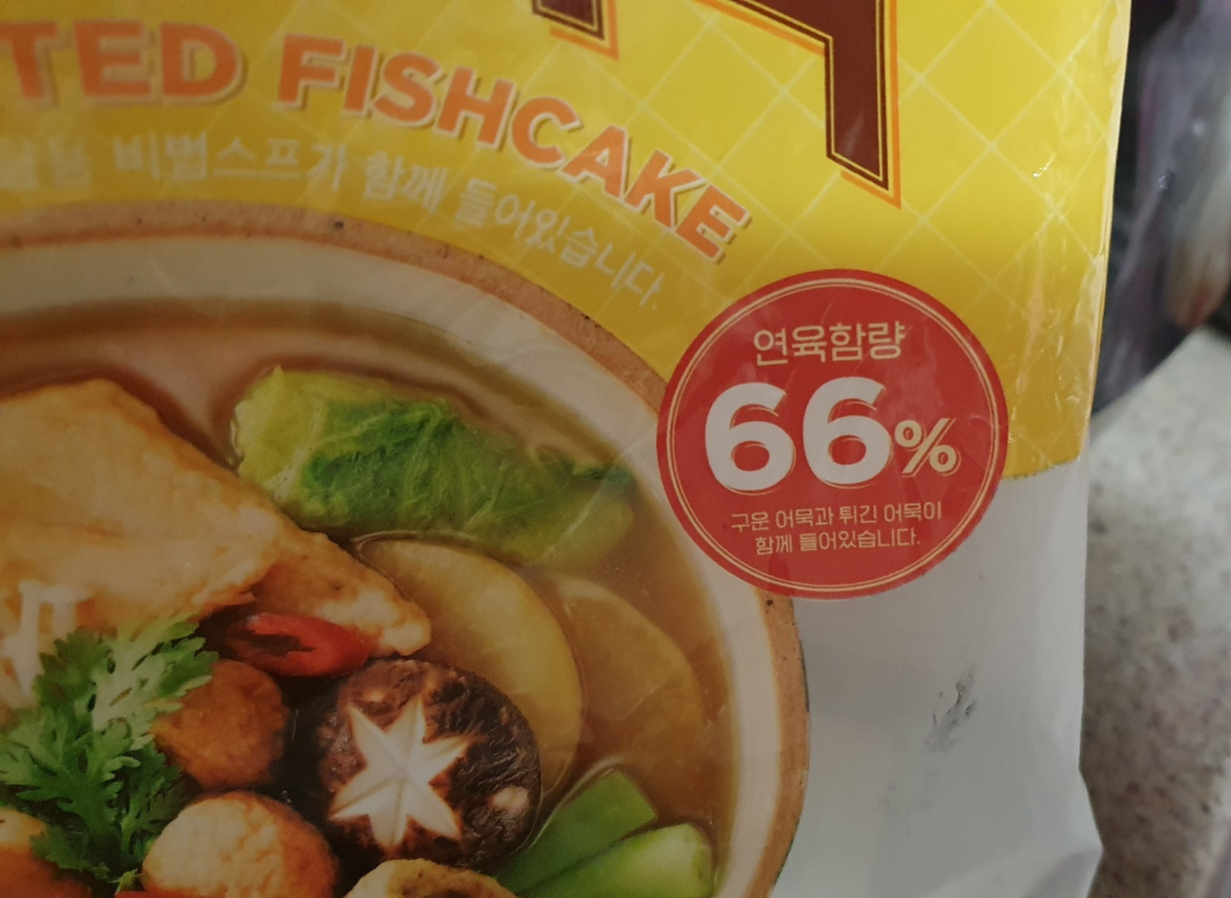 TED FISHCAKE
비법스프가 함께 들어있습니다.
연육함량
66%
구운 어묵과 튀긴 어묵이
함께 들어있습니다.